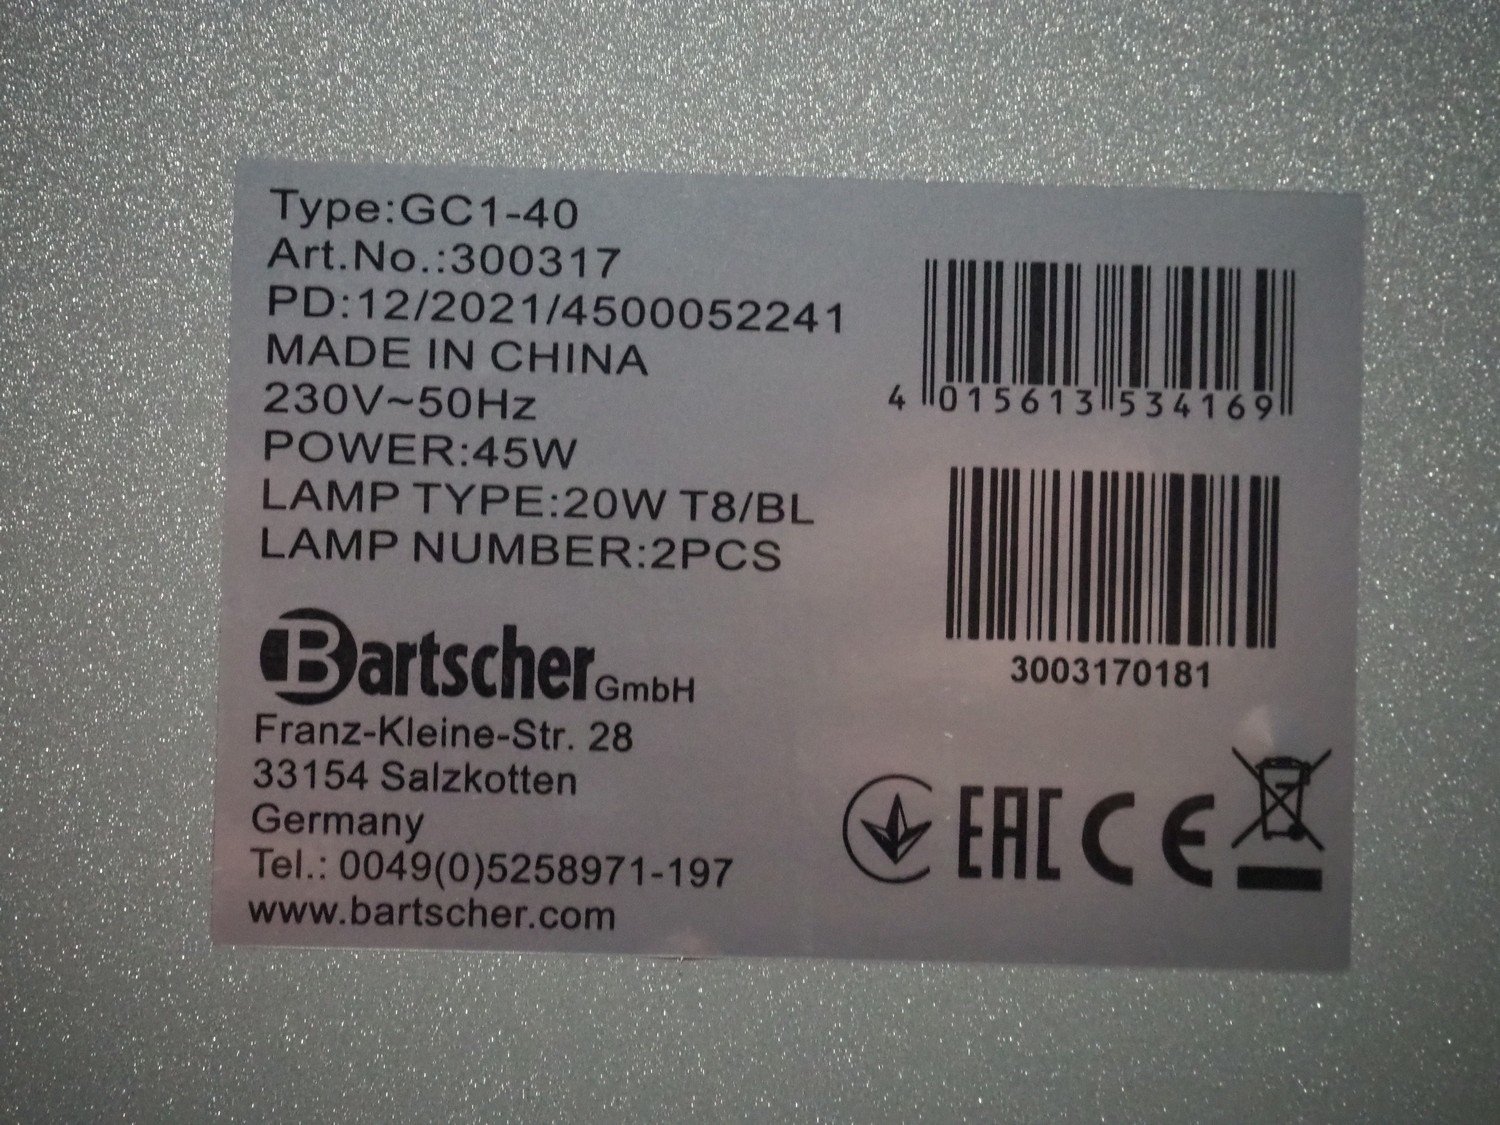 Type:GC1-40
Art.No.:300317
PD:12/2021/4500052241
MADE IN CHINA
230V~50Hz
POWER:45W
LAMP TYPE:20W T8/BL
LAMP NUMBER:2PCS
Bartscher GmbH
Franz-Kleine-Str. 28
33154 Salzkotten
Germany
Tel.: 0049(0)5258971-197
www.bartscher.com
4 015613 534169
3003170181
EAC CE